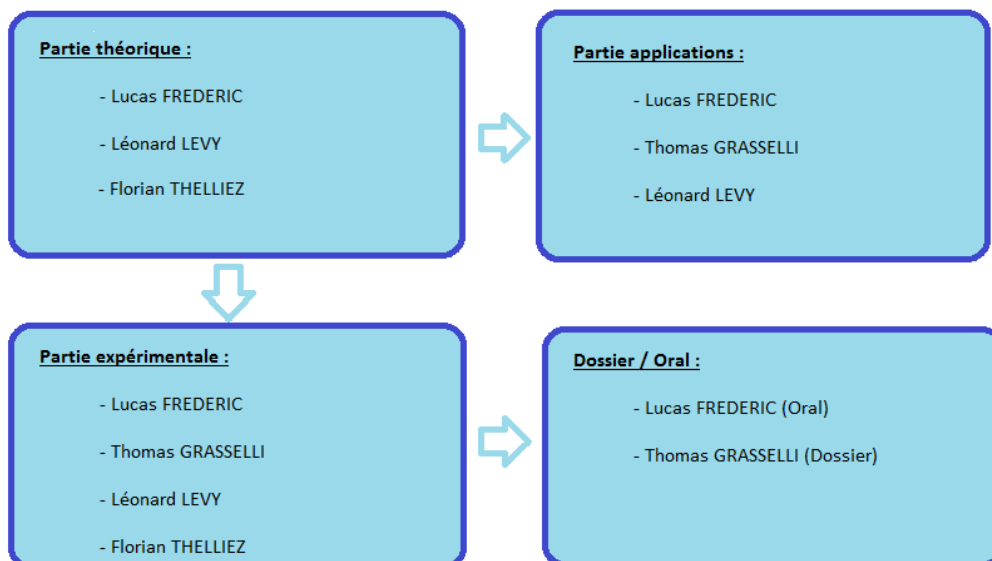 Partie théorique :
- Lucas FREDERIC
- Léonard LEVY
- Florian THELLIEZ
Partie applications :
- Lucas FREDERIC
- Thomas GRASSELLI
- Léonard LEVY
Partie expérimentale :
- Lucas FREDERIC
- Thomas GRASSELLI
- Léonard LEVY
- Florian THELLIEZ
Dossier / Oral :
- Lucas FREDERIC (Oral)
- Thomas GRASSELLI (Dossier)